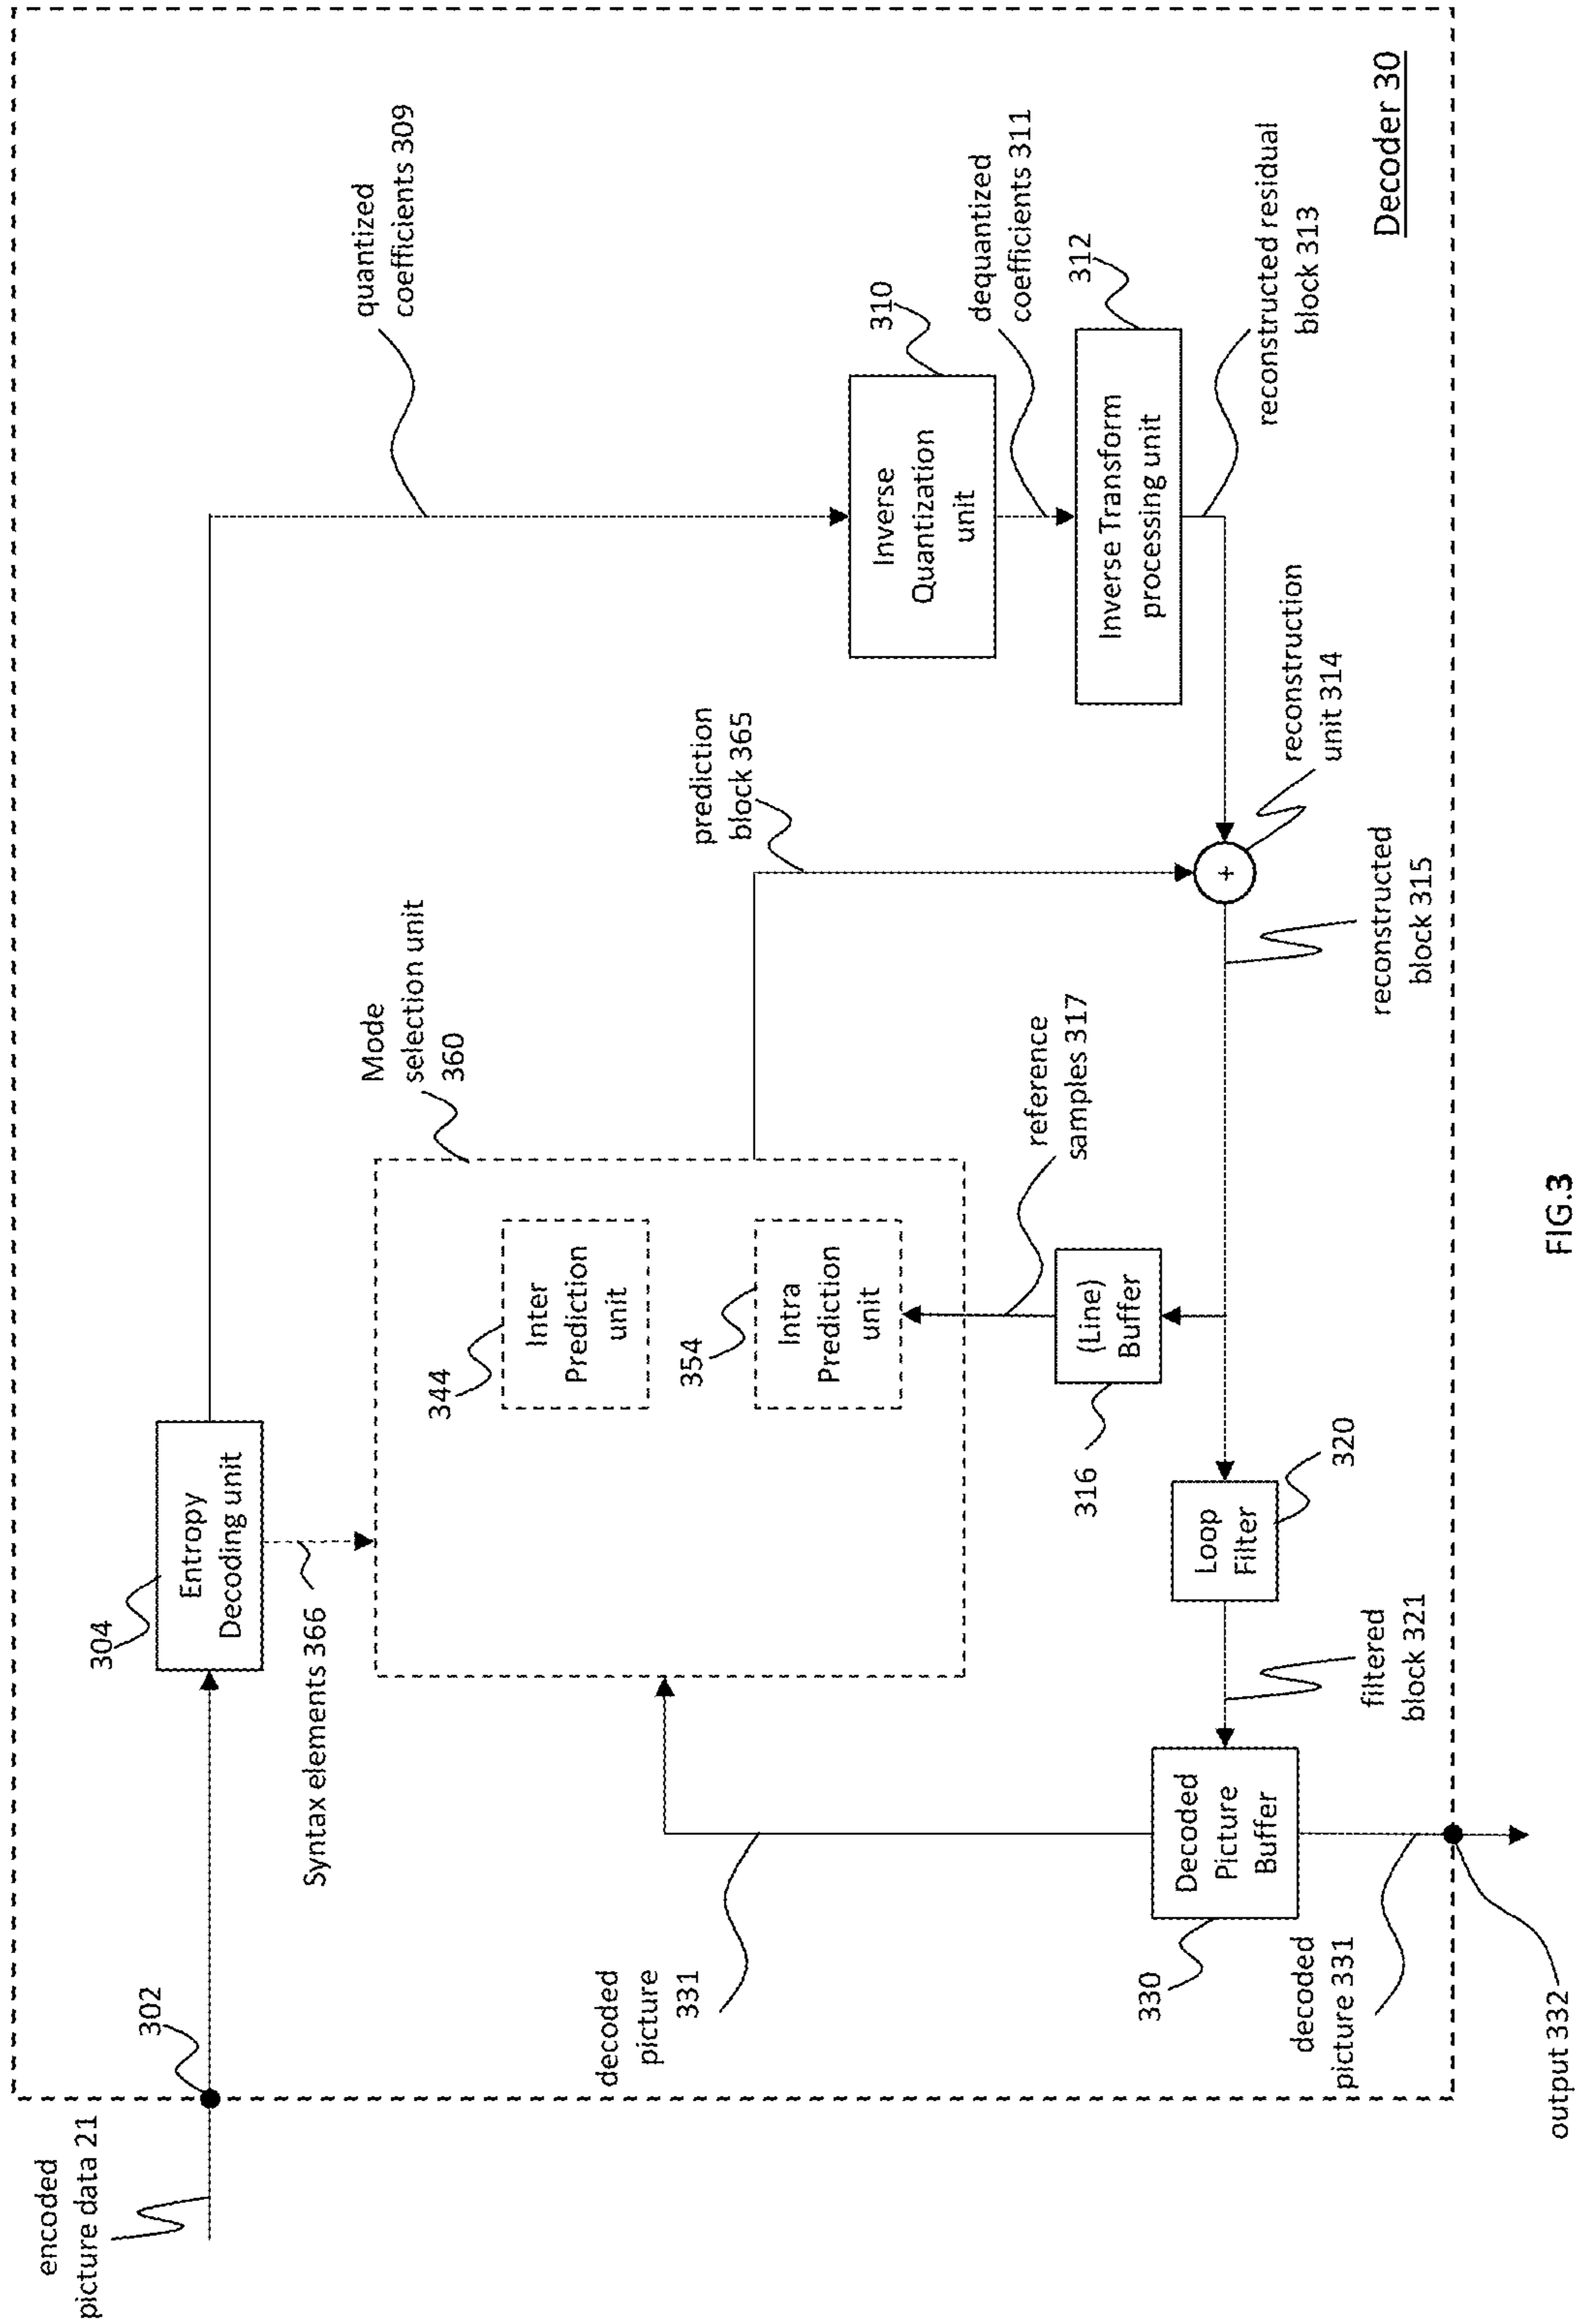 encoded
picture data 21
302
304
Entropy
Decoding unit
Syntax elements 366
quantized
coefficients 309
Mode
selection unit
360
344
Inter
Prediction
unit
354
Intra
Prediction
unit
decoded
picture
331
prediction
block 365
310
Inverse
Quantization
unit
dequantized
coefficients 311
312
Inverse Transform
processing unit
reconstructed residual
block 313
reference
samples 317
316
(Line)
Buffer
+
reconstruction
unit 314
reconstructed
block 315
Loop
Filter
320
filtered
block 321
330
Decoded
Picture
Buffer
decoded
picture 331
Decoder 30
output 332
FIG.3